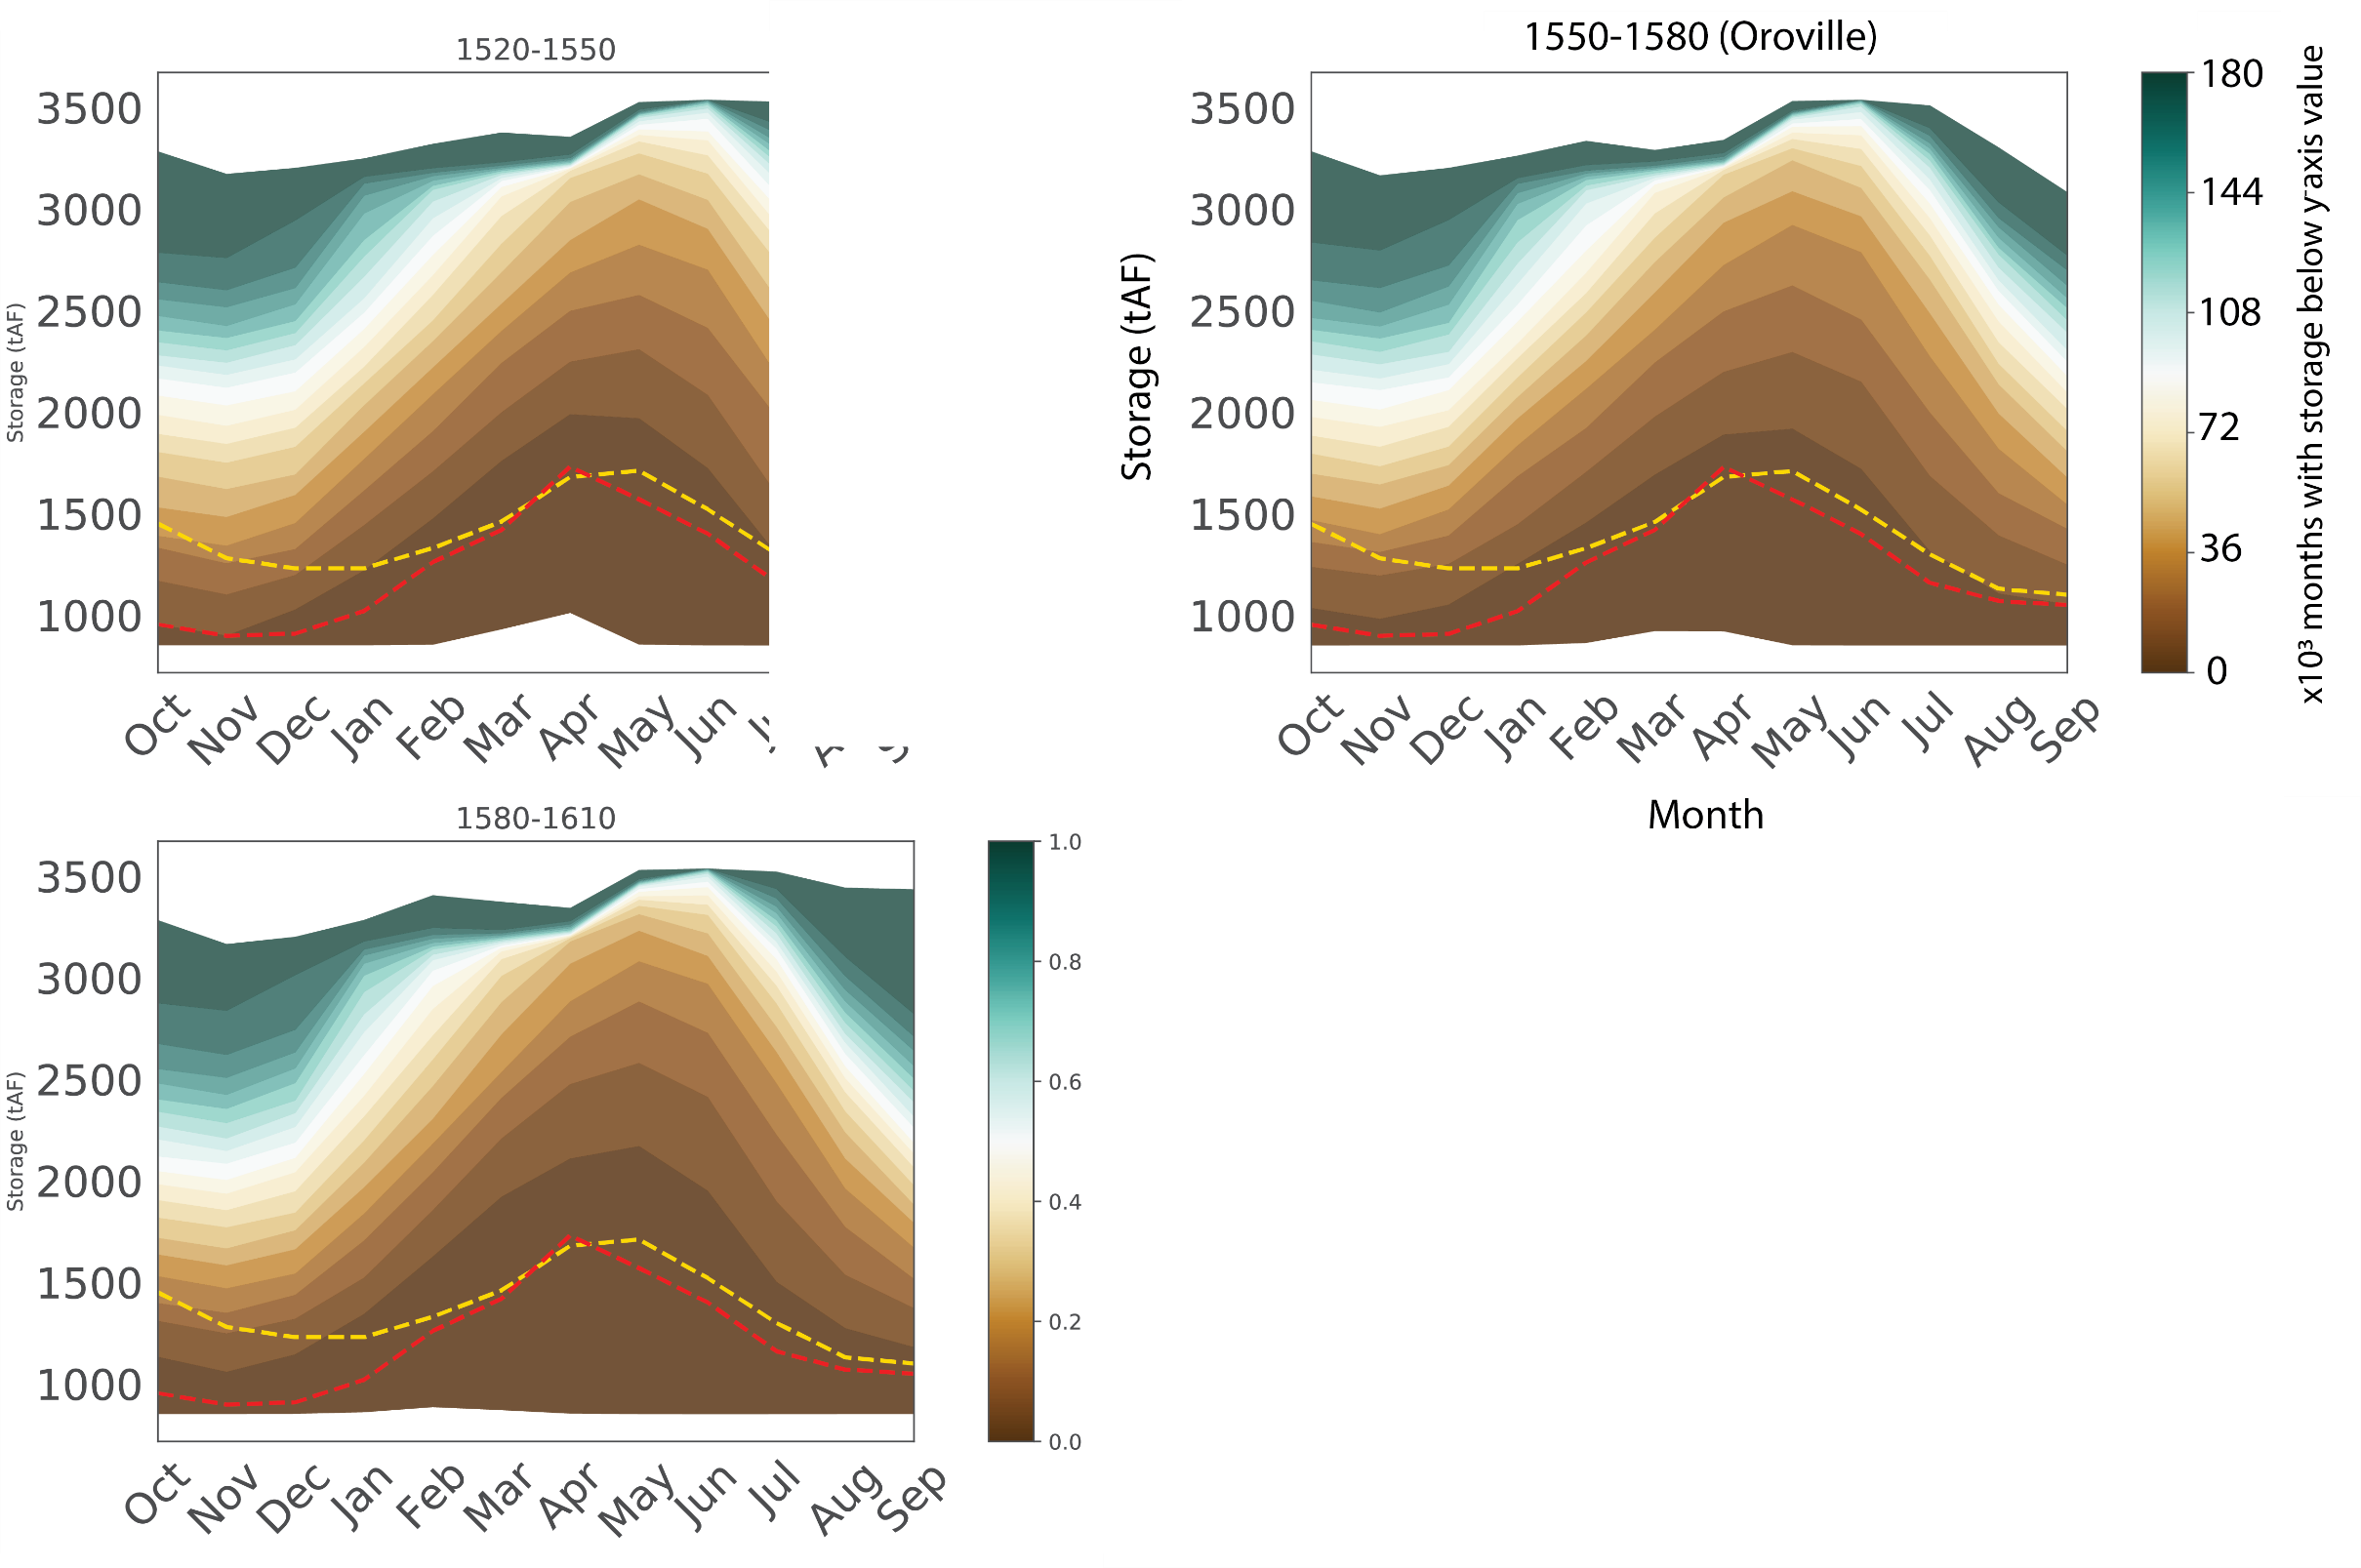 1520-1550
3500
3000
2500
2000
1500
1000
Storage (tAF)
Oct
Nov
Dec
Jan
Feb
Mar
Apr
May
Jun
1550-1580 (Oroville)
3500
3000
2500
2000
1500
1000
Storage (tAF)
Oct
Nov
Dec
Jan
Feb
Mar
Apr
May
Jun
Jul
Aug
Sep
Month
180
144
108
72
36
0
x10³ months with storage below y-axis value
1580-1610
3500
3000
2500
2000
1500
1000
Storage (tAF)
Oct
Nov
Dec
Jan
Feb
Mar
Apr
May
Jun
Jul
Aug
Sep
1.0
0.8
0.6
0.4
0.2
0.0